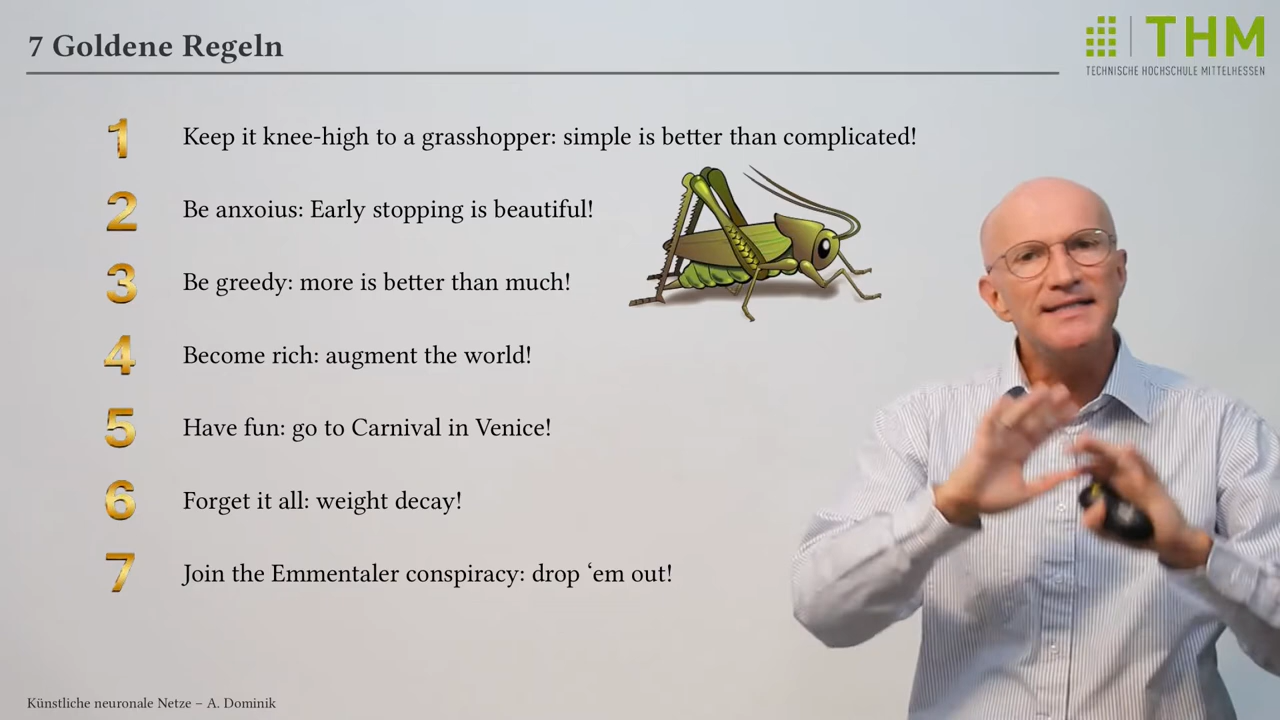 7 Goldene Regeln
THM
TECHNISCHE HOCHSCHULE MITTELHESSEN
1 Keep it knee-high to a grasshopper: simple is better than complicated!
2 Be anxoius: Early stopping is beautiful!
3 Be greedy: more is better than much!
4 Become rich: augment the world!
5 Have fun: go to Carnival in Venice!
6 Forget it all: weight decay!
7 Join the Emmentaler conspiracy: drop ‘em out!
Künstliche neuronale Netze – A. Dominik